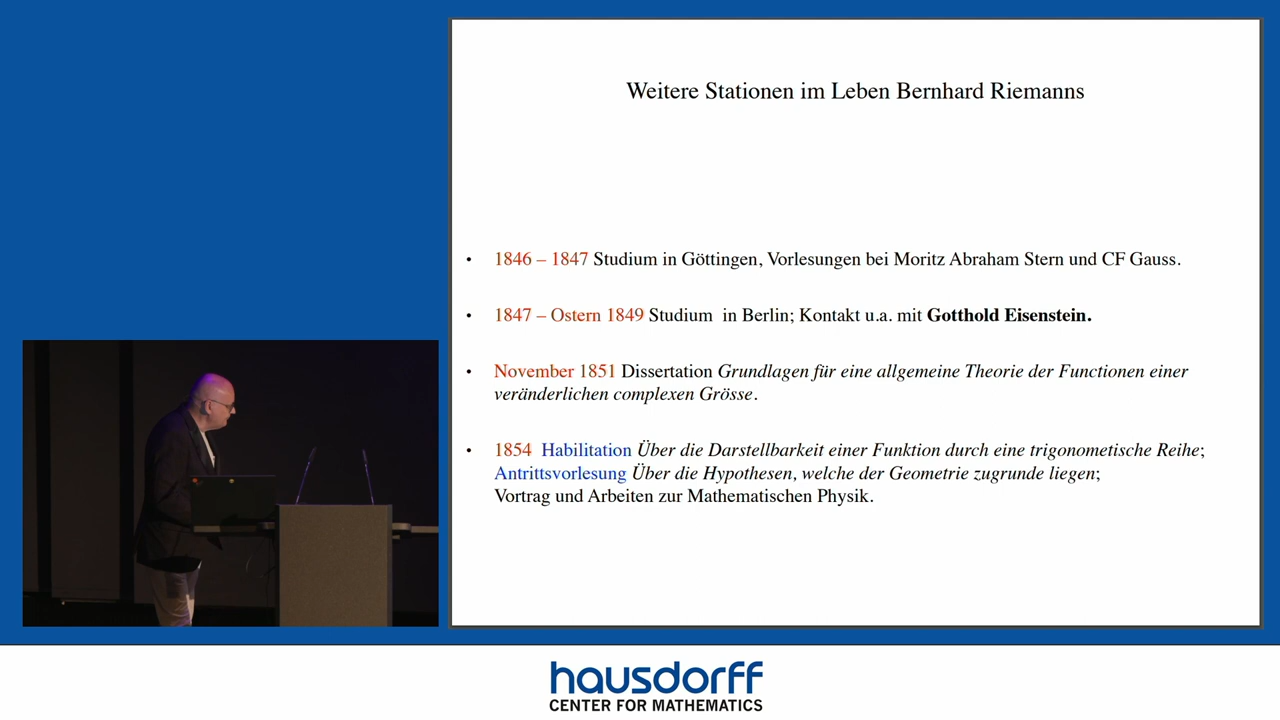 Weitere Stationen im Leben Bernhard Riemanns
• 1846 – 1847 Studium in Göttingen, Vorlesungen bei Moritz Abraham Stern und CF Gauss.
• 1847 – Ostern 1849 Studium in Berlin; Kontakt u.a. mit Gotthold Eisenstein.
• November 1851 Dissertation Grundlagen für eine allgemeine Theorie der Functionen einer
veränderlichen complexen Grösse.
• 1854 Habilitation Über die Darstellbarkeit einer Funktion durch eine trigonometische Reihe;
Antrittsvorlesung Über die Hypothesen, welche der Geometrie zugrunde liegen;
Vortrag und Arbeiten zur Mathematischen Physik.
hausdorff
CENTER FOR MATHEMATICS